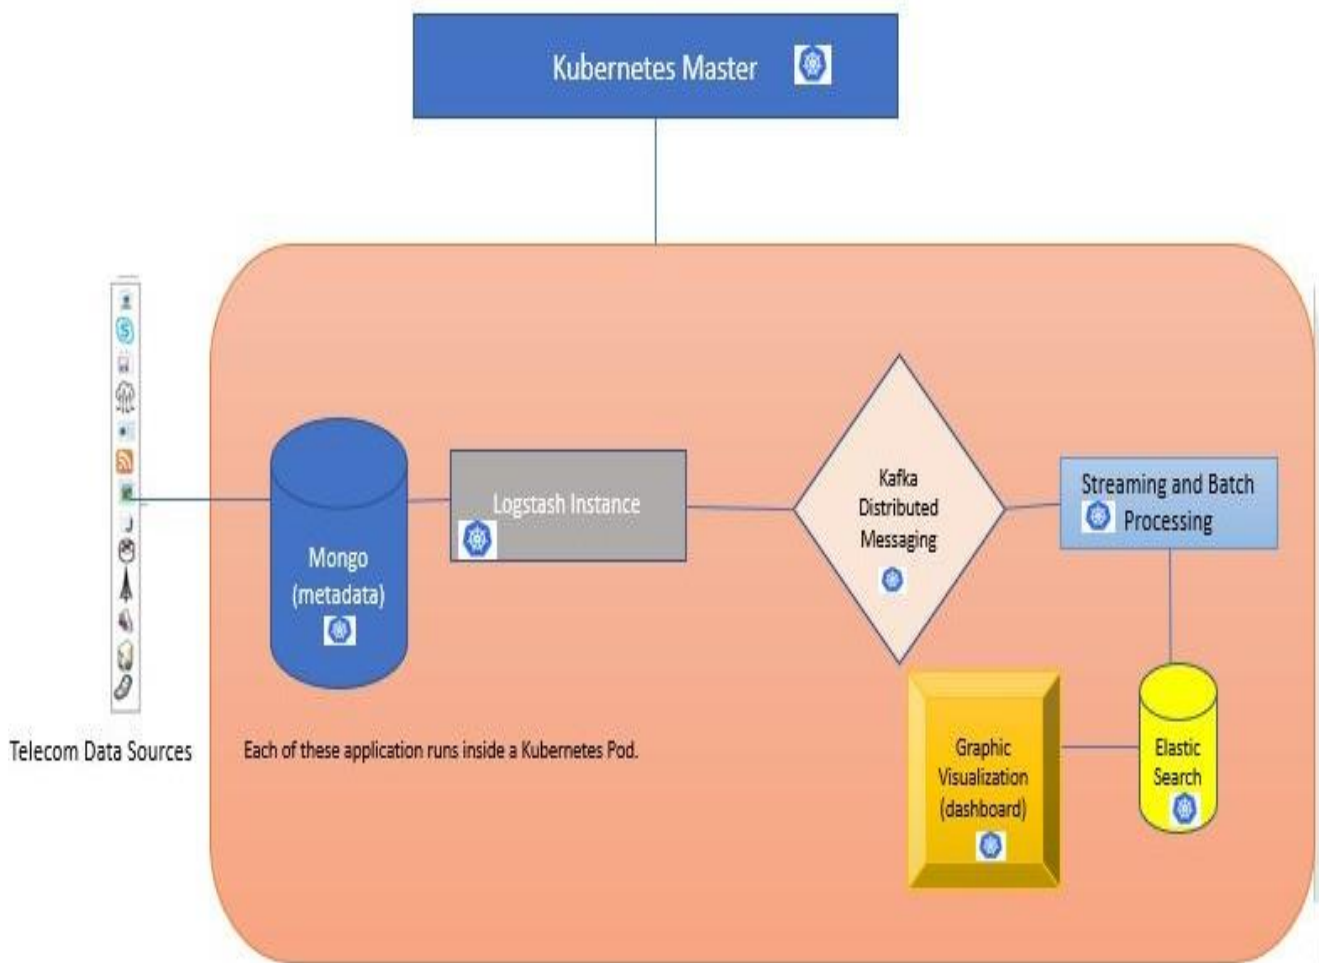 Kubernetes Master
Logstash Instance
Kafka
Distributed
Messaging
Streaming and Batch
Processing
Mongo
(metadata)
Telecom Data Sources
Each of these application runs inside a Kubernetes Pod.
Graphic
Visualization
(dashboard)
Elastic
Search